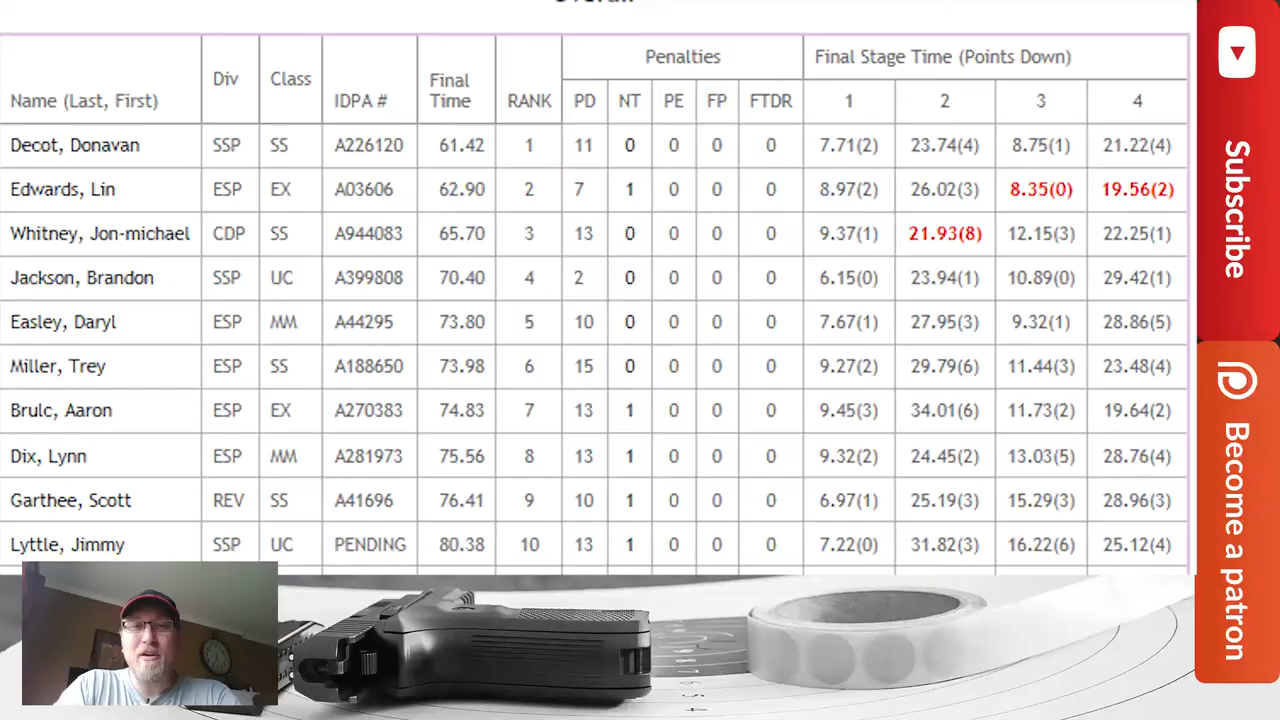 Overall
Name (Last, First) Div Class IDPA # Final Time RANK Penalties Final Stage Time (Points Down)
PD NT PE FP FTDR 1 2 3 4
Decot, Donavan SSP SS A226120 61.42 1 11 0 0 0 0 7.71(2) 23.74(4) 8.75(1) 21.22(4)
Edwards, Lin ESP EX A03606 62.90 2 7 1 0 0 0 8.97(2) 26.02(3) 8.35(0) 19.56(2)
Whitney, Jon-michael CDP SS A944083 65.70 3 13 0 0 0 0 9.37(1) 21.93(8) 12.15(3) 22.25(1)
Jackson, Brandon SSP UC A399808 70.40 4 2 0 0 0 0 6.15(0) 23.94(1) 10.89(0) 29.42(1)
Easley, Daryl ESP MM A44295 73.80 5 10 0 0 0 0 7.67(1) 27.95(3) 9.32(1) 28.86(5)
Miller, Trey ESP SS A188650 73.98 6 15 0 0 0 0 9.27(2) 29.79(6) 11.44(3) 23.48(4)
Brulc, Aaron ESP EX A270383 74.83 7 13 1 0 0 0 9.45(3) 34.01(6) 11.73(2) 19.64(2)
Dix, Lynn ESP MM A281973 75.56 8 13 1 0 0 0 9.32(2) 24.45(2) 13.03(5) 28.76(4)
Garthee, Scott REV SS A41696 76.41 9 10 1 0 0 0 6.97(1) 25.19(3) 15.29(3) 28.96(3)
Lyttle, Jimmy SSP UC PENDING 80.38 10 13 1 0 0 0 7.22(0) 31.82(3) 16.22(6) 25.12(4)
Subscribe
Become a patron